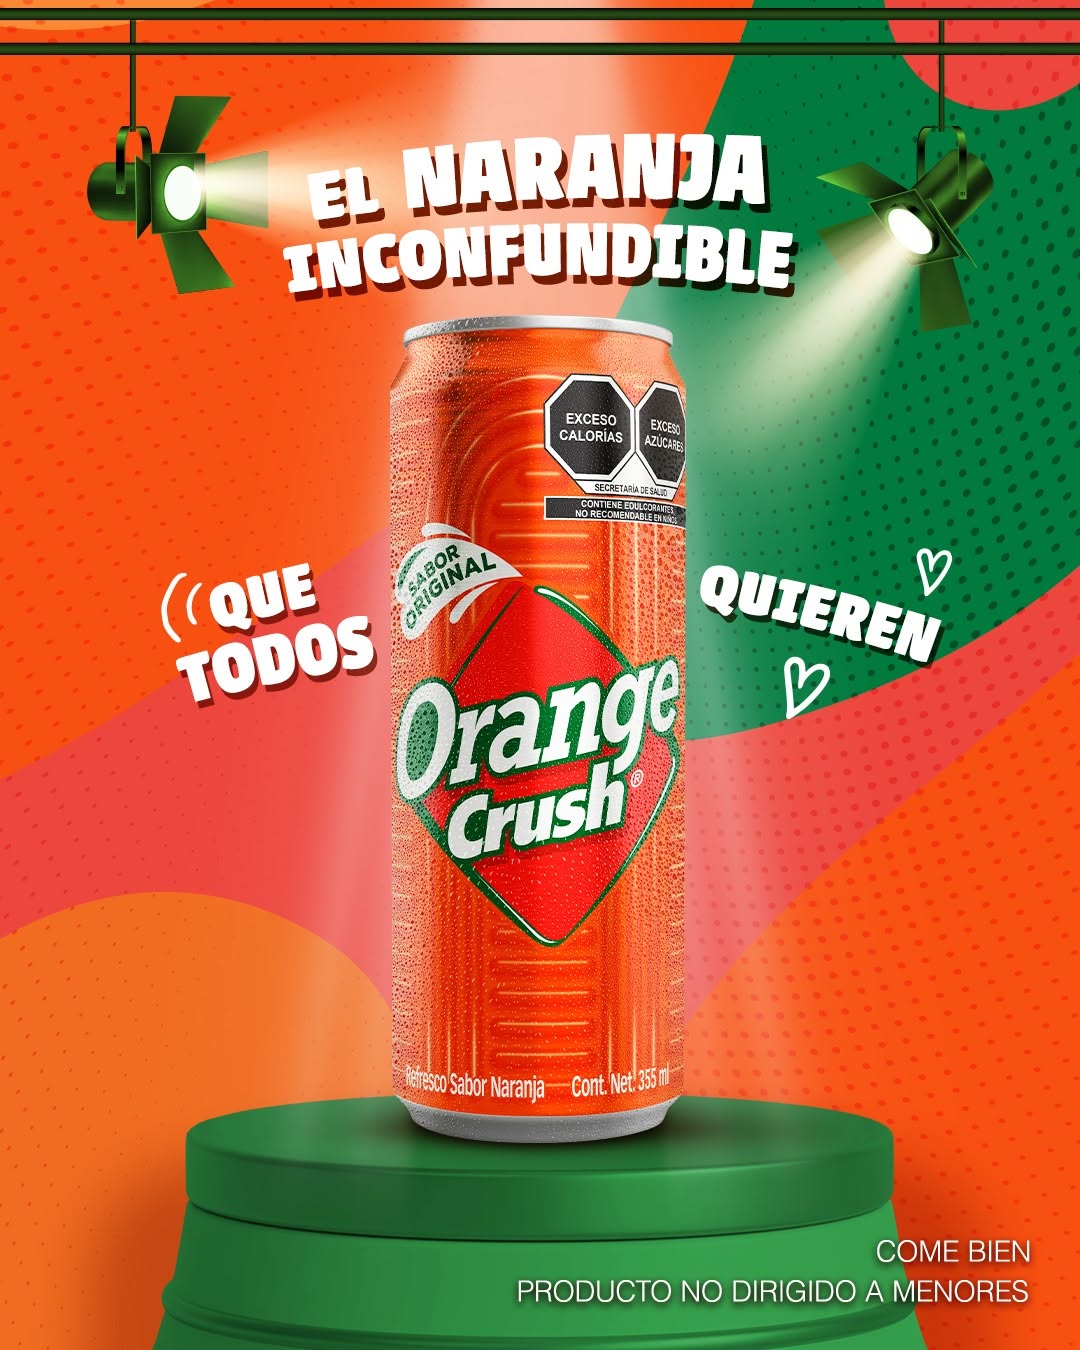 EL NARANJA
INCONFUNDIBLE
EXCESO
CALORÍAS
EXCESO
AZÚCARES
SECRETARÍA DE SALUD
CONTIENE EDULCORANTES,
NO RECOMENDABLE EN NIÑOS
SABOR
ORIGINAL
QUE
TODOS
QUIEREN
Orange
Crush®
Refresco Sabor Naranja Cont. Net. 355 ml
COME BIEN
PRODUCTO NO DIRIGIDO A MENORES